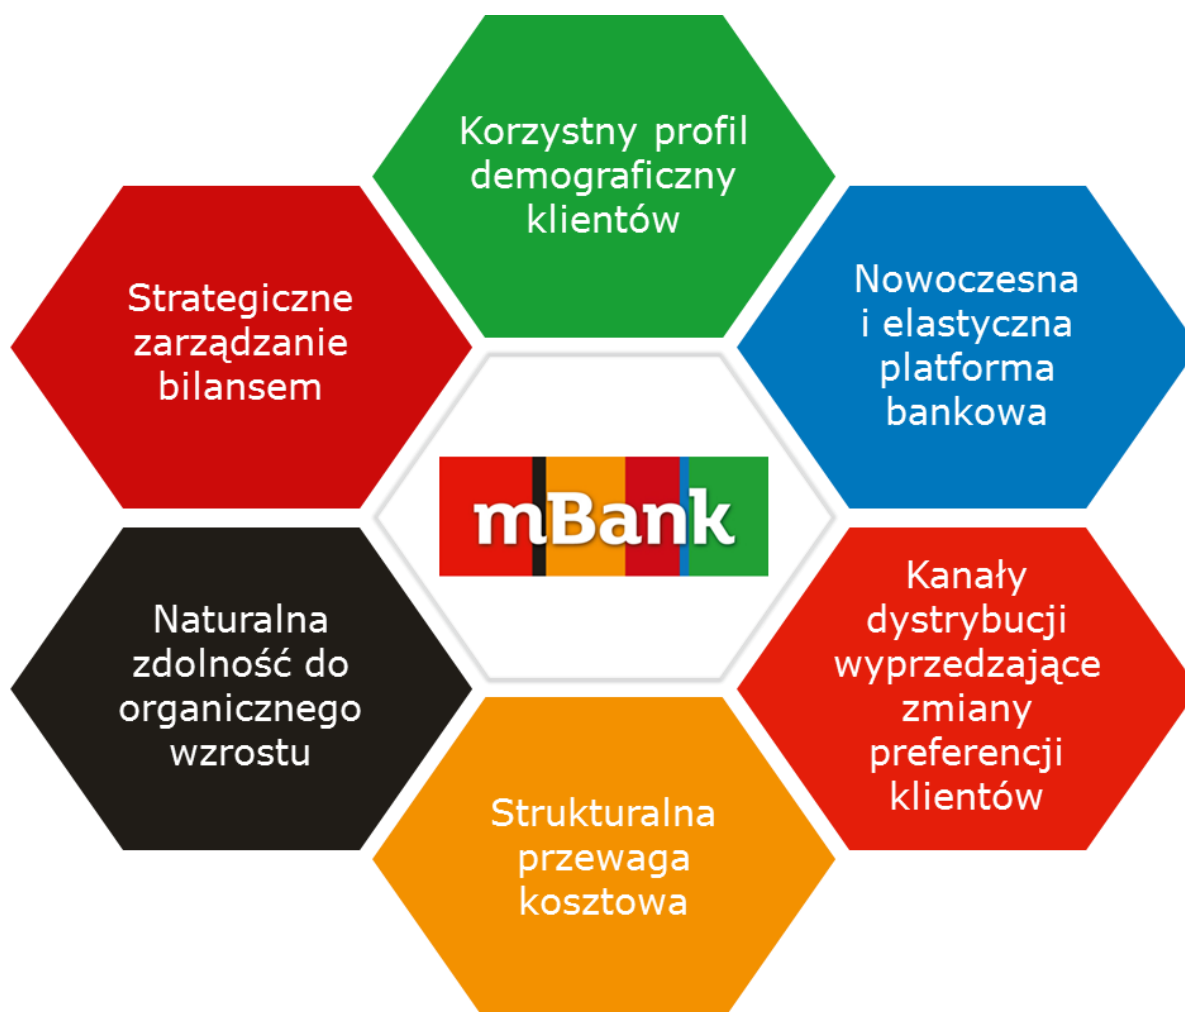 Korzystny profil
demograficzny
klientów
Nowoczesna
i elastyczna
platforma
bankowa
Strategiczne
zarządzanie
bilansem
mBank
Kanały
dystrybucji
wyprzedzające
zmiany
preferencji
klientów
Naturalna
zdolność do
organicznego
wzrostu
Strukturalna
przewaga
kosztowa